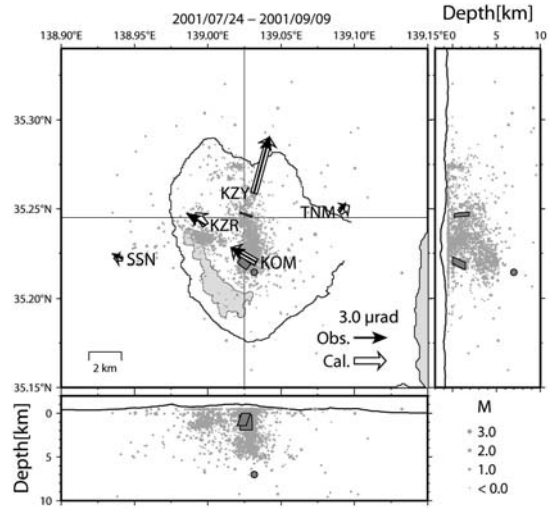 2001/07/24 – 2001/09/09
Depth[km]
138.90°E 138.95°E 139.00°E 139.05°E 139.10°E 139.15°E
0 5 10
35.30°N
35.25°N
35.20°N
35.15°N
KZY
TNM
KZR
SSN
KOM
3.0 µrad
Obs.
Cal.
2 km
Depth[km]
0
5
10
M
3.0
2.0
1.0
< 0.0